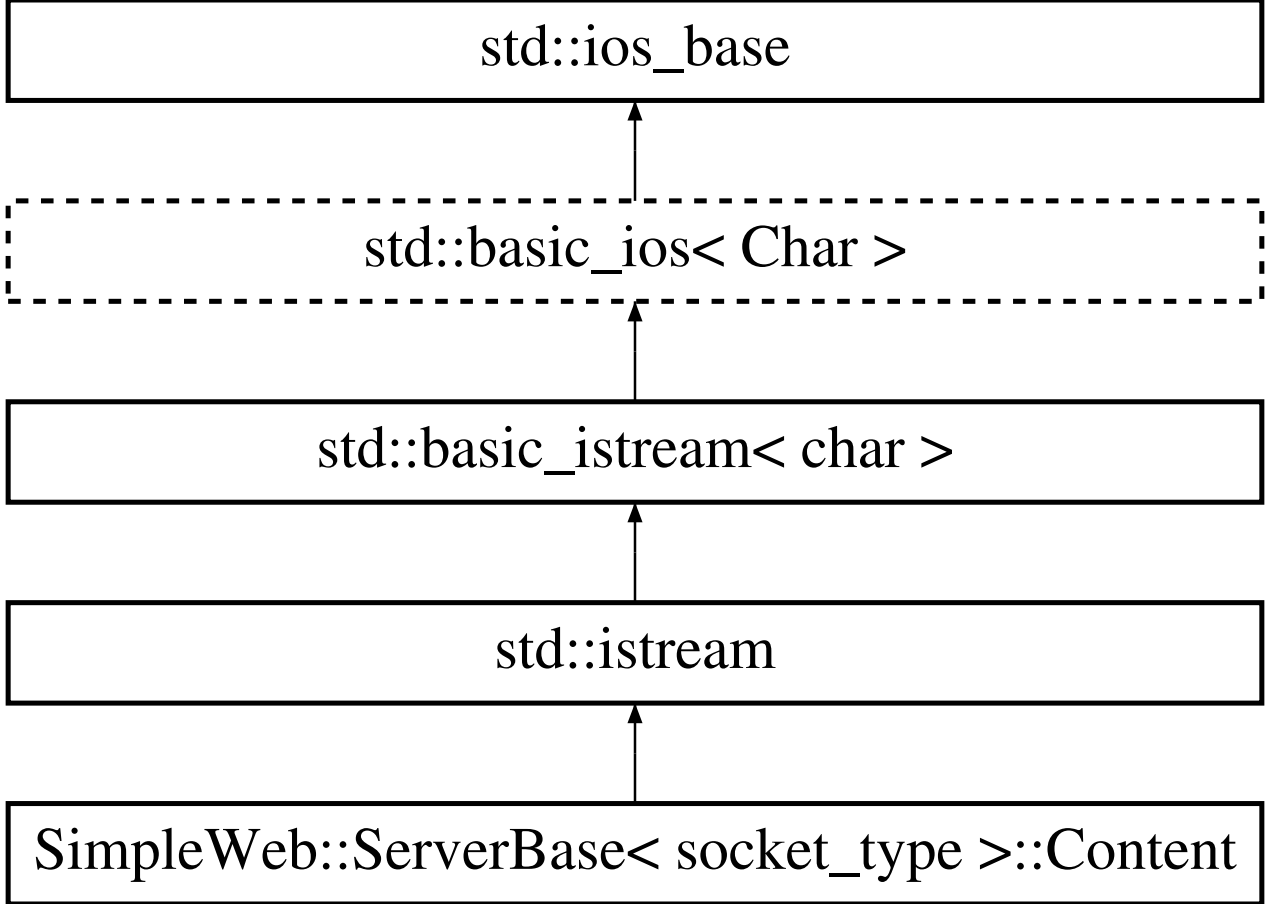 std::ios_base
std::basic_ios< Char >
std::basic_istream< char >
std::istream
SimpleWeb::ServerBase< socket_type >::Content